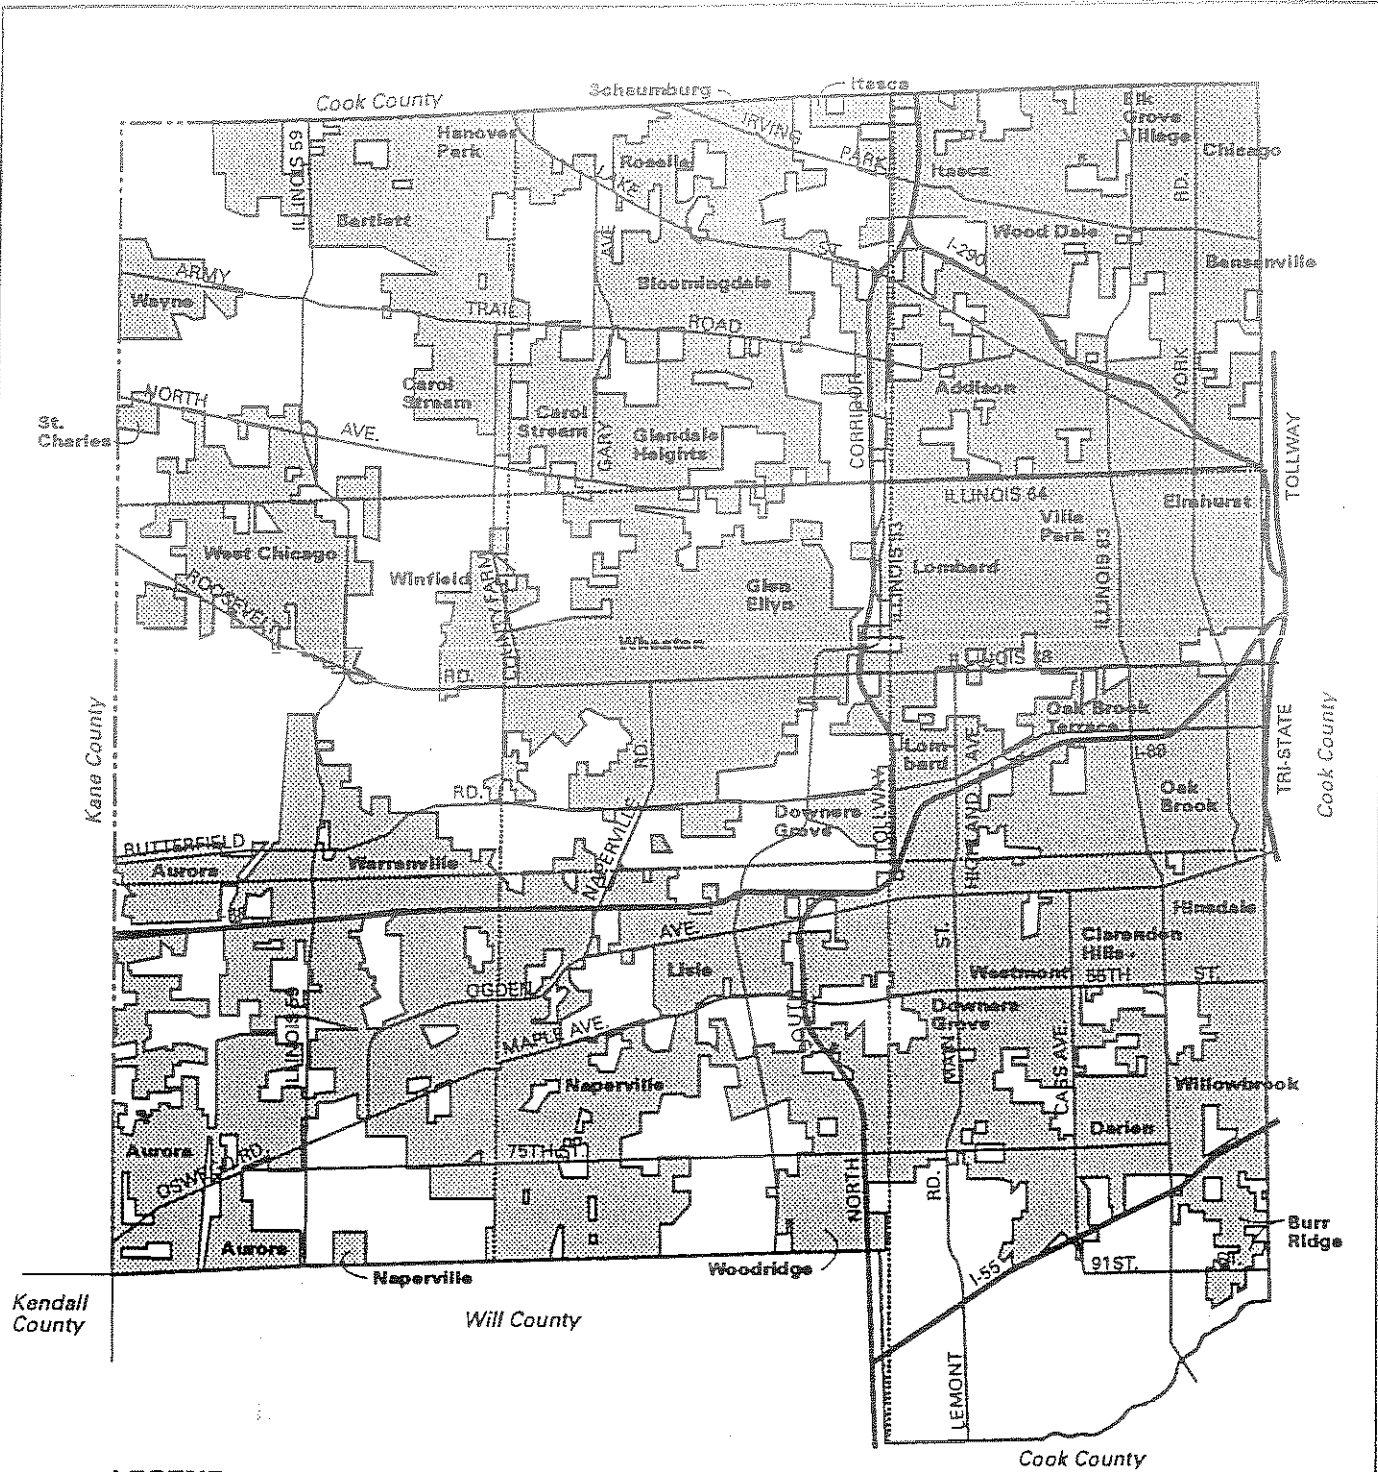 Schaumburg
Itasca
Cook County
Elk
Grove
Village
Hanover
Park
IRVING
PARK
Chicago
Roselle
LAKE
Itasca
RD.
ILLINOIS 59
Bartlett
AVE
ST.
Wood Dale
I-290
Bensenville
ARMY
Wayne
Bloomingdale
TRAIL
ROAD
YORK
Carol
Stream
NORTH
AVE.
Addison
St.
Charles
Carol
Stream
GARY
Glendale
Heights
CORRIDOR
TOLLWAY
ILLINOIS 64
Elmhurst
Villa
Park
West Chicago
Winfield
ILLINOIS 53
Lombard
ILLINOIS 83
ROOSEVELT
COUNTY FARM
Glen
Ellyn
Wheaton
RD.
Kane County
Oak Brook
Terrace
Lom-
bard
AVE.
I-88
TRI-STATE
Cook County
RD.
RD.
Downers
Grove
TOLLWAY
HIGHLAND
Oak
Brook
BUTTERFIELD
Aurora
Warrenville
NAPERVILLE
Hinsdale
AVE.
ST.
Clarendon
Hills
Lisle
Westmont
55TH
ST.
OGDEN
ILLINOIS 59
Downers
Grove
MAPLE AVE.
MAIN
CASS AVE.
Naperville
Willowbrook
Darien
Aurora
75TH ST.
OSWEGO RD.
NORTH
RD.
Burr
Ridge
Aurora
Naperville
Woodridge
I-55
91ST.
Kendall
County
Will County
LEMONT
Cook County